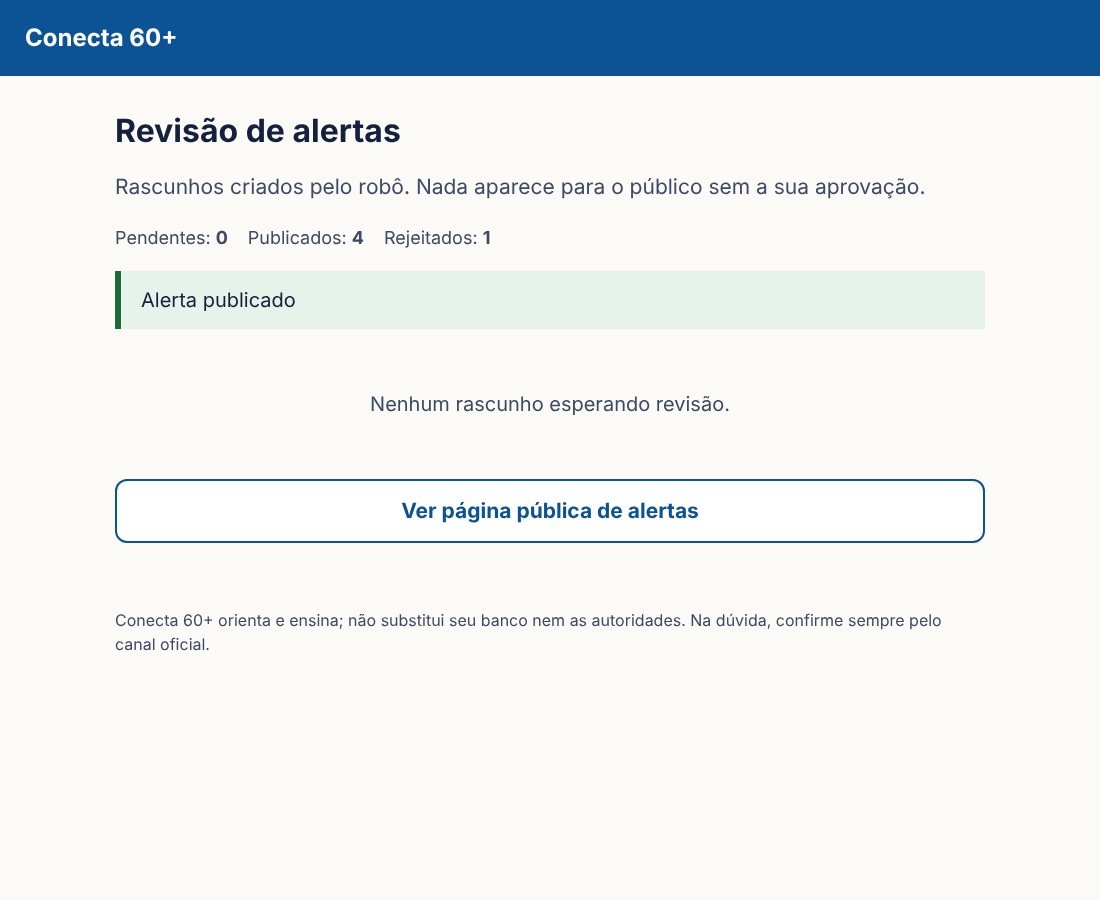 Conecta 60+
Revisão de alertas
Rascunhos criados pelo robô. Nada aparece para o público sem a sua aprovação.
Pendentes: 0 Publicados: 4 Rejeitados: 1
Alerta publicado
Nenhum rascunho esperando revisão.
Ver página pública de alertas
Conecta 60+ orienta e ensina; não substitui seu banco nem as autoridades. Na dúvida, confirme sempre pelo
canal oficial.